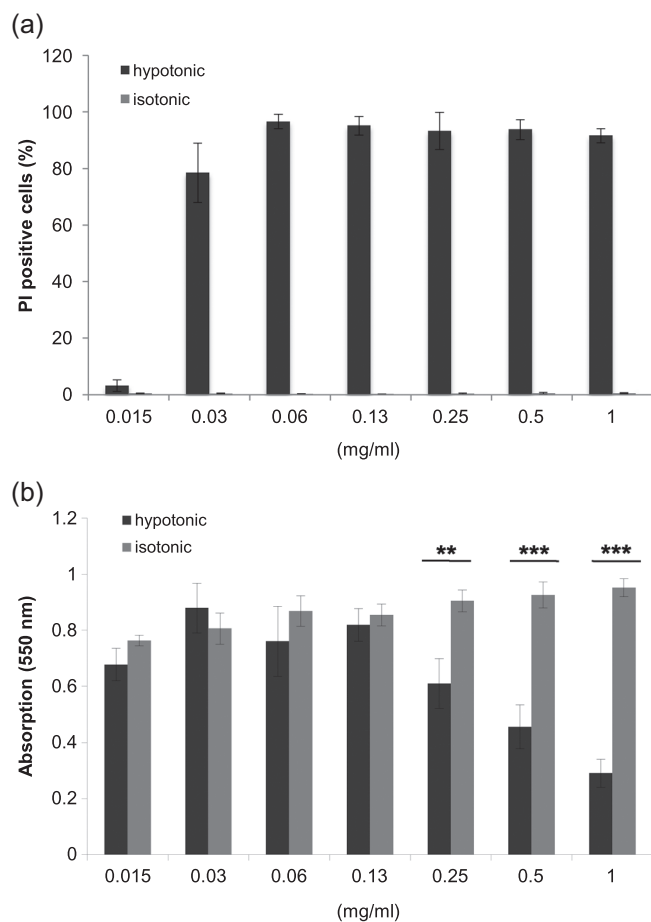 (a)
120
100
80
60
40
20
0
PI positive cells (%)
hypotonic
isotonic
0.015 0.03 0.06 0.13 0.25 0.5 1
(mg/ml)
(b)
1.2
1
0.8
0.6
0.4
0.2
0
Absorption (550 nm)
hypotonic
isotonic
** *** ***
0.015 0.03 0.06 0.13 0.25 0.5 1
(mg/ml)